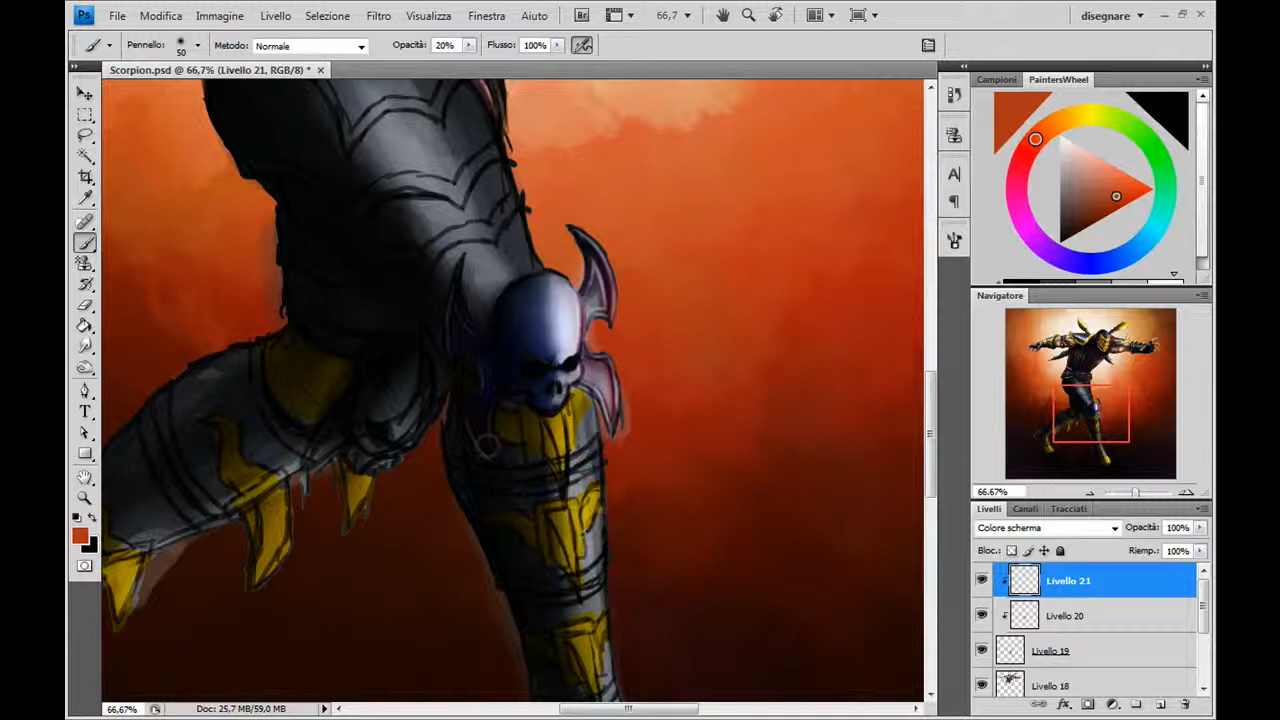 Ps File Modifica Immagine Livello Selezione Filtro Visualizza Finestra Aiuto Br 66,7 disegnare
Pennello: 50 Metodo: Normale Opacità: 20% Flusso: 100%
Scorpion.psd @ 66,7% (Livello 21, RGB/8) *
Campioni PaintersWheel
A
T
Navigatore
66.67%
Livelli Canali Tracciati
Colore scherma Opacità: 100%
Bloc.: Riemp.: 100%
Livello 21
Livello 20
Livello 19
Livello 18
fx
66,67% Doc: 25,7 MB/59,0 MB